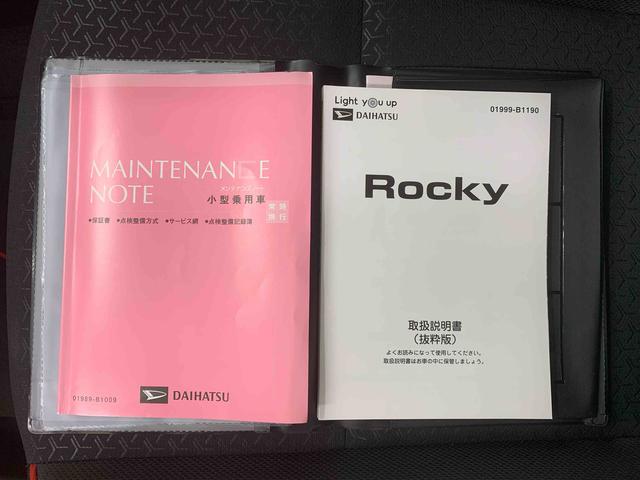 MAINTENANCE
NOTE
メンテナンスノート
小型乗用車
常時
携行
●保証書 ●点検整備方式 ●サービス網 ●点検整備記録簿
01989-B1009
DAIHATSU
Light you up
DAIHATSU
01999-B1190
Rocky
取扱説明書
（抜粋版）
よくお読みになって使用してください。
取扱説明書はお車の中に保管しましょう。